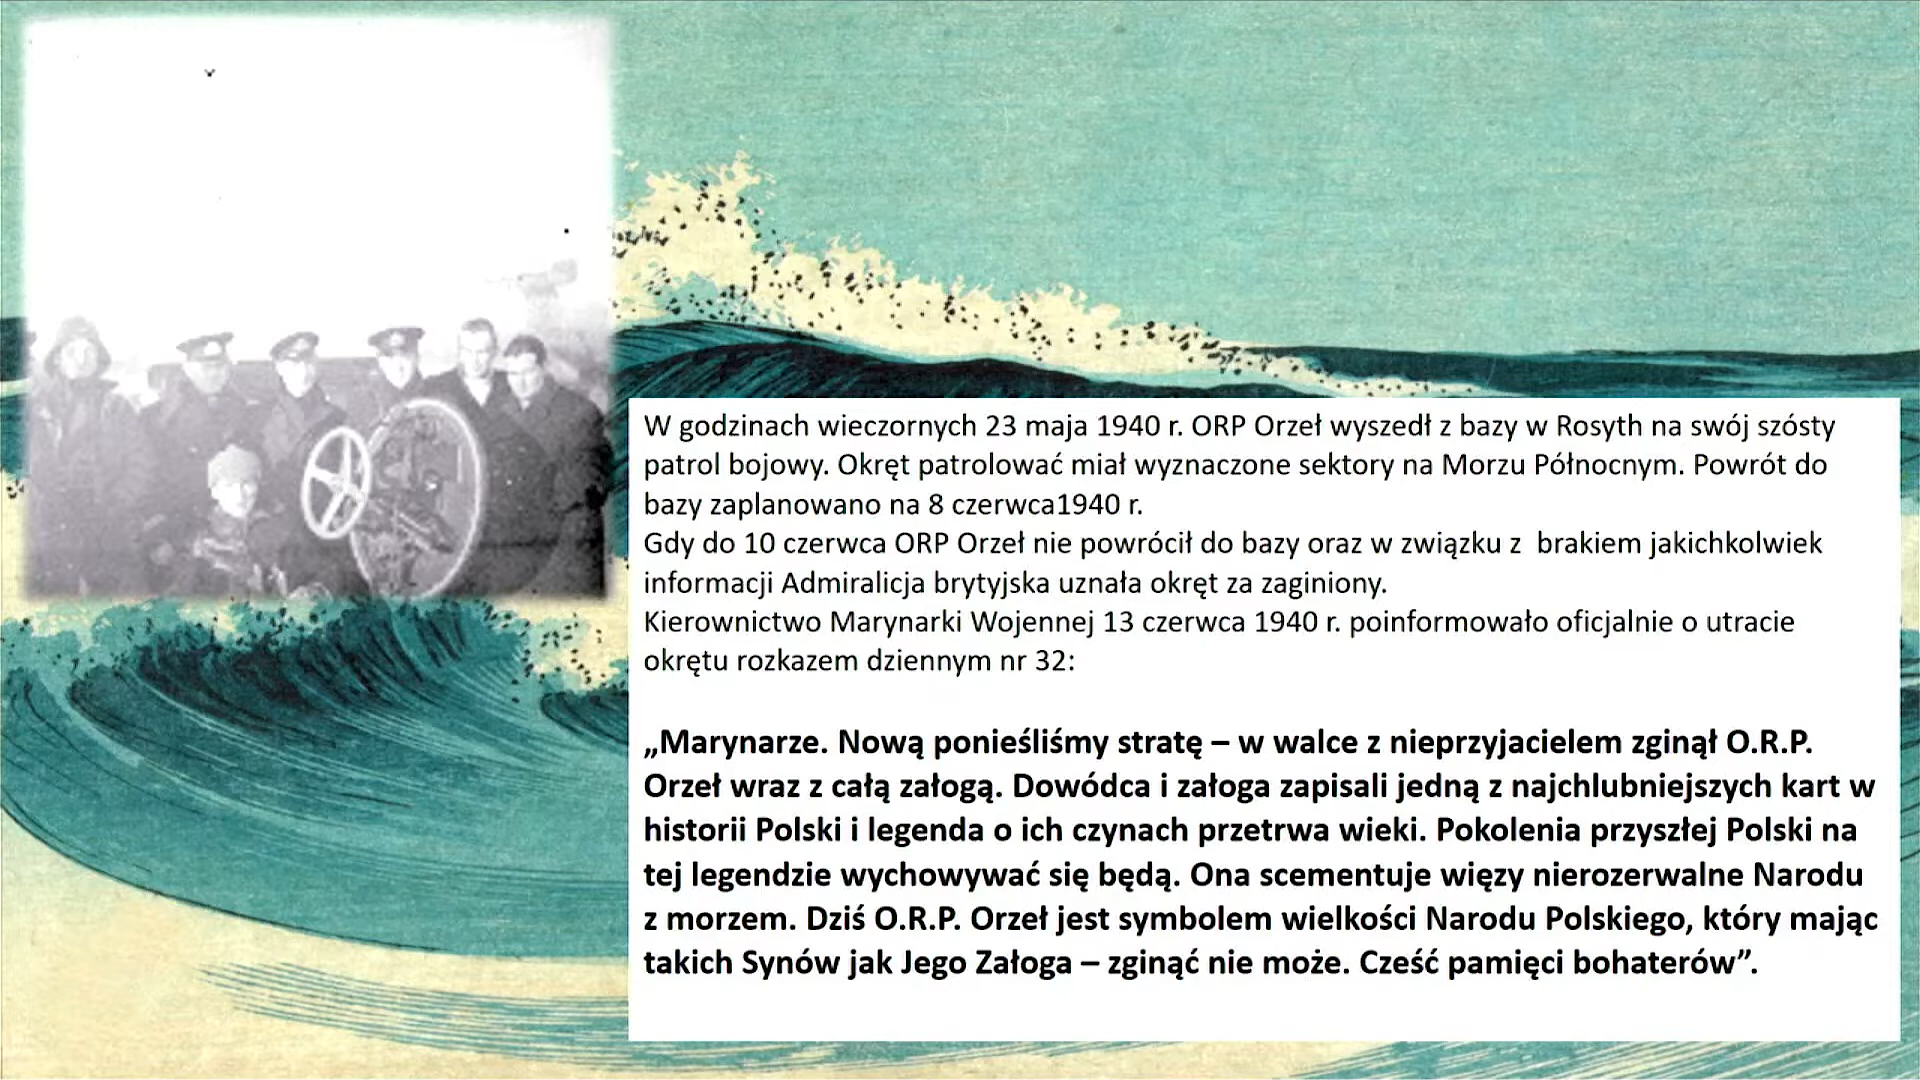 W godzinach wieczornych 23 maja 1940 r. ORP Orzeł wyszedł z bazy w Rosyth na swój szósty
patrol bojowy. Okręt patrolować miał wyznaczone sektory na Morzu Północnym. Powrót do
bazy zaplanowano na 8 czerwca1940 r.
Gdy do 10 czerwca ORP Orzeł nie powrócił do bazy oraz w związku z  brakiem jakichkolwiek
informacji Admiralicja brytyjska uznała okręt za zaginiony.
Kierownictwo Marynarki Wojennej 13 czerwca 1940 r. poinformowało oficjalnie o utracie
okrętu rozkazem dziennym nr 32:
„Marynarze. Nową ponieśliśmy stratę – w walce z nieprzyjacielem zginął O.R.P.
Orzeł wraz z całą załogą. Dowódca i załoga zapisali jedną z najchlubniejszych kart w
historii Polski i legenda o ich czynach przetrwa wieki. Pokolenia przyszłej Polski na
tej legendzie wychowywać się będą. Ona scementuje więzy nierozerwalne Narodu
z morzem. Dziś O.R.P. Orzeł jest symbolem wielkości Narodu Polskiego, który mając
takich Synów jak Jego Załoga – zginąć nie może. Cześć pamięci bohaterów”.